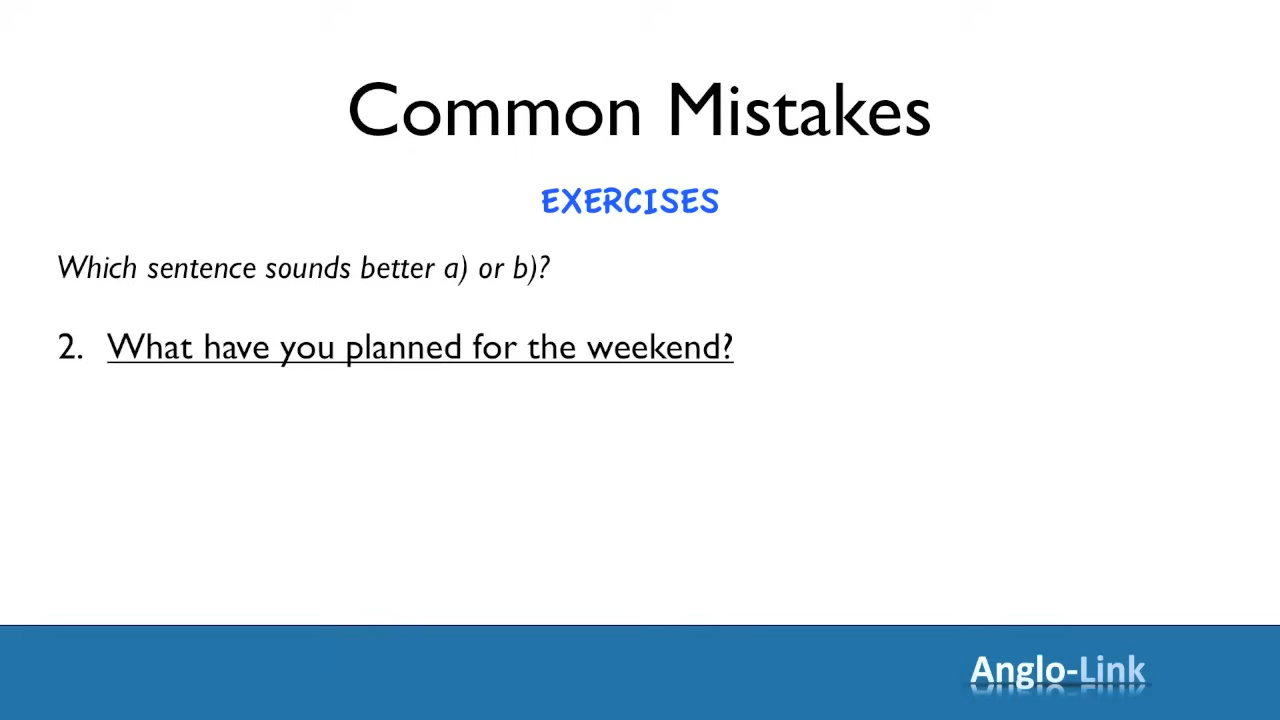 Common Mistakes
EXERCISES
Which sentence sounds better a) or b)?
2. What have you planned for the weekend?
Anglo-Link